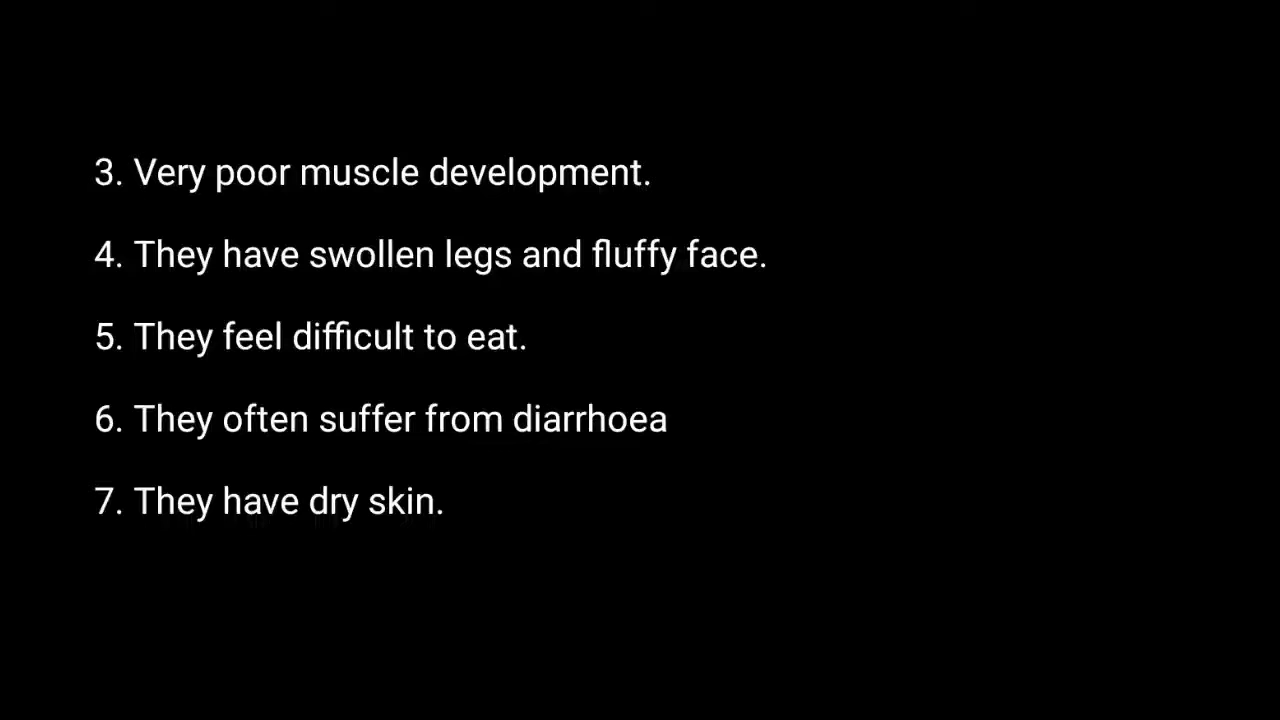 3. Very poor muscle development.
4. They have swollen legs and fluffy face.
5. They feel difficult to eat.
6. They often suffer from diarrhoea
7. They have dry skin.